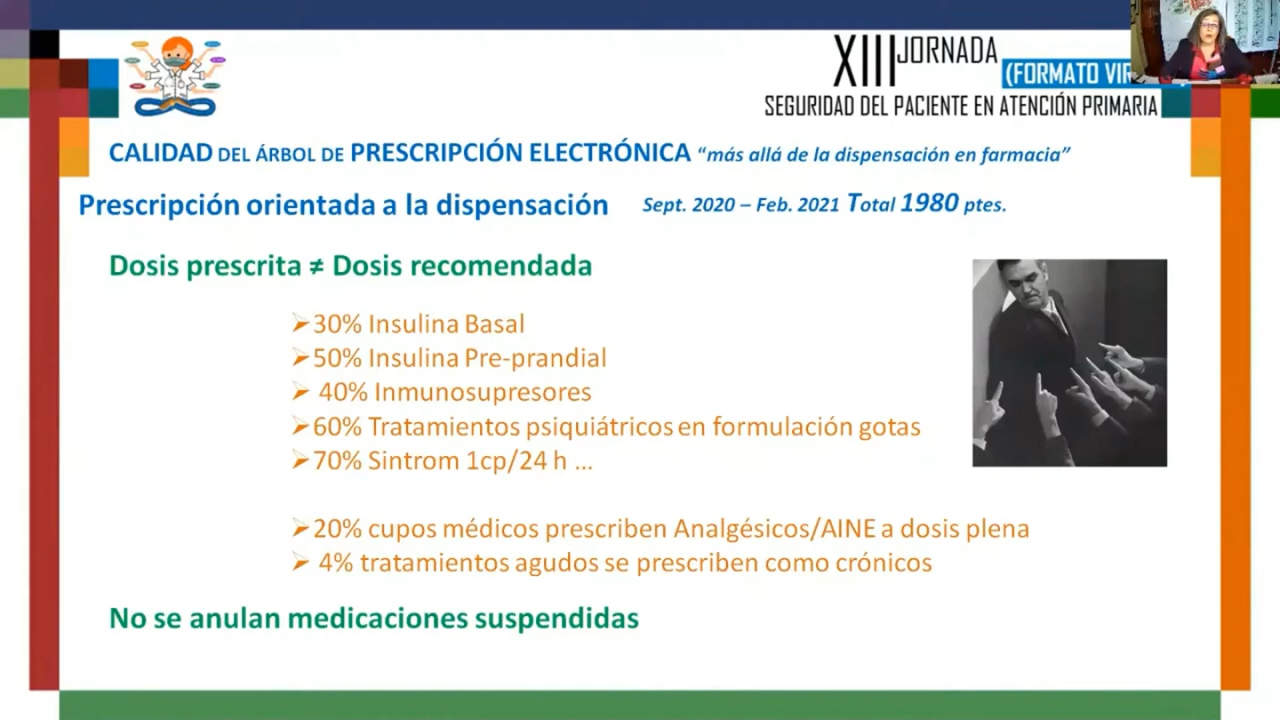 XIII JORNADA
(FORMATO
SEGURIDAD DEL PACIENTE EN ATENCIÓN PRIMARIA
CALIDAD DEL ÁRBOL DE PRESCRIPCIÓN ELECTRÓNICA “más allá de la dispensación en farmacia”
Prescripción orientada a la dispensación Sept. 2020 – Feb. 2021 Total 1980 ptes.
Dosis prescrita ≠ Dosis recomendada
➢30% Insulina Basal
➢50% Insulina Pre-prandial
➢ 40% Inmunosupresores
➢60% Tratamientos psiquiátricos en formulación gotas
➢70% Sintrom 1cp/24 h ...
➢20% cupos médicos prescriben Analgésicos/AINE a dosis plena
➢ 4% tratamientos agudos se prescriben como crónicos
No se anulan medicaciones suspendidas